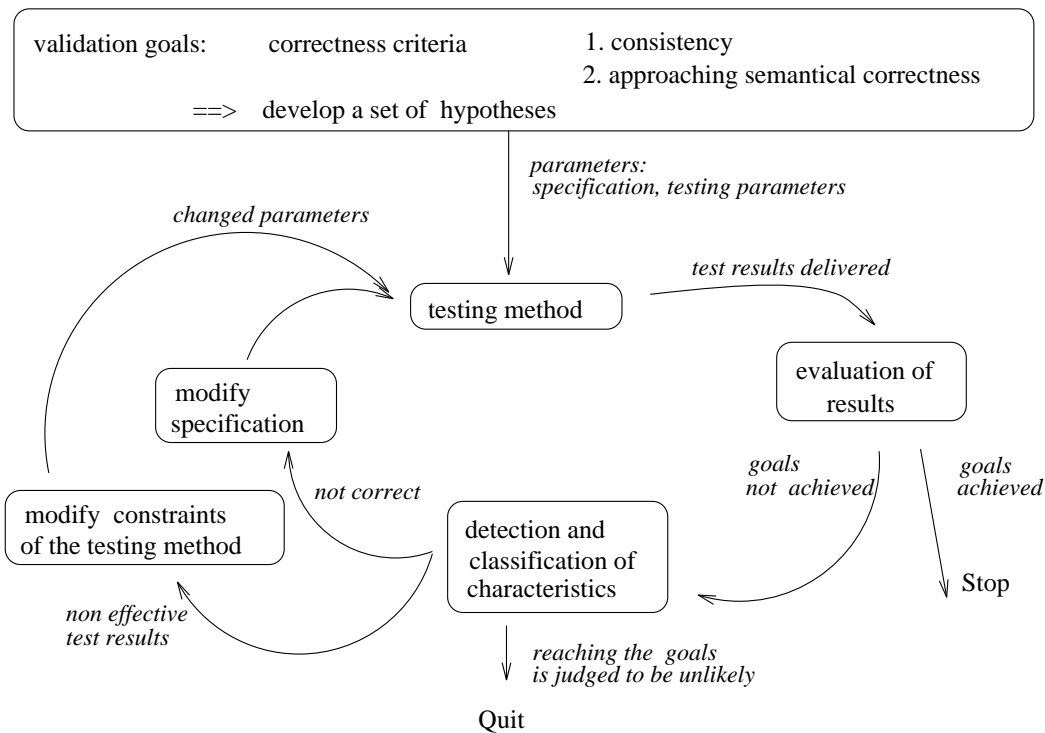 validation goals: correctness criteria 1. consistency
2. approaching semantical correctness
==> develop a set of hypotheses
parameters:
specification, testing parameters
changed parameters
test results delivered
testing method
evaluation of
results
modify
specification
goals
not achieved
goals
achieved
not correct
modify constraints
of the testing method
detection and
classification of
characteristics
Stop
non effective
test results
reaching the goals
is judged to be unlikely
Quit